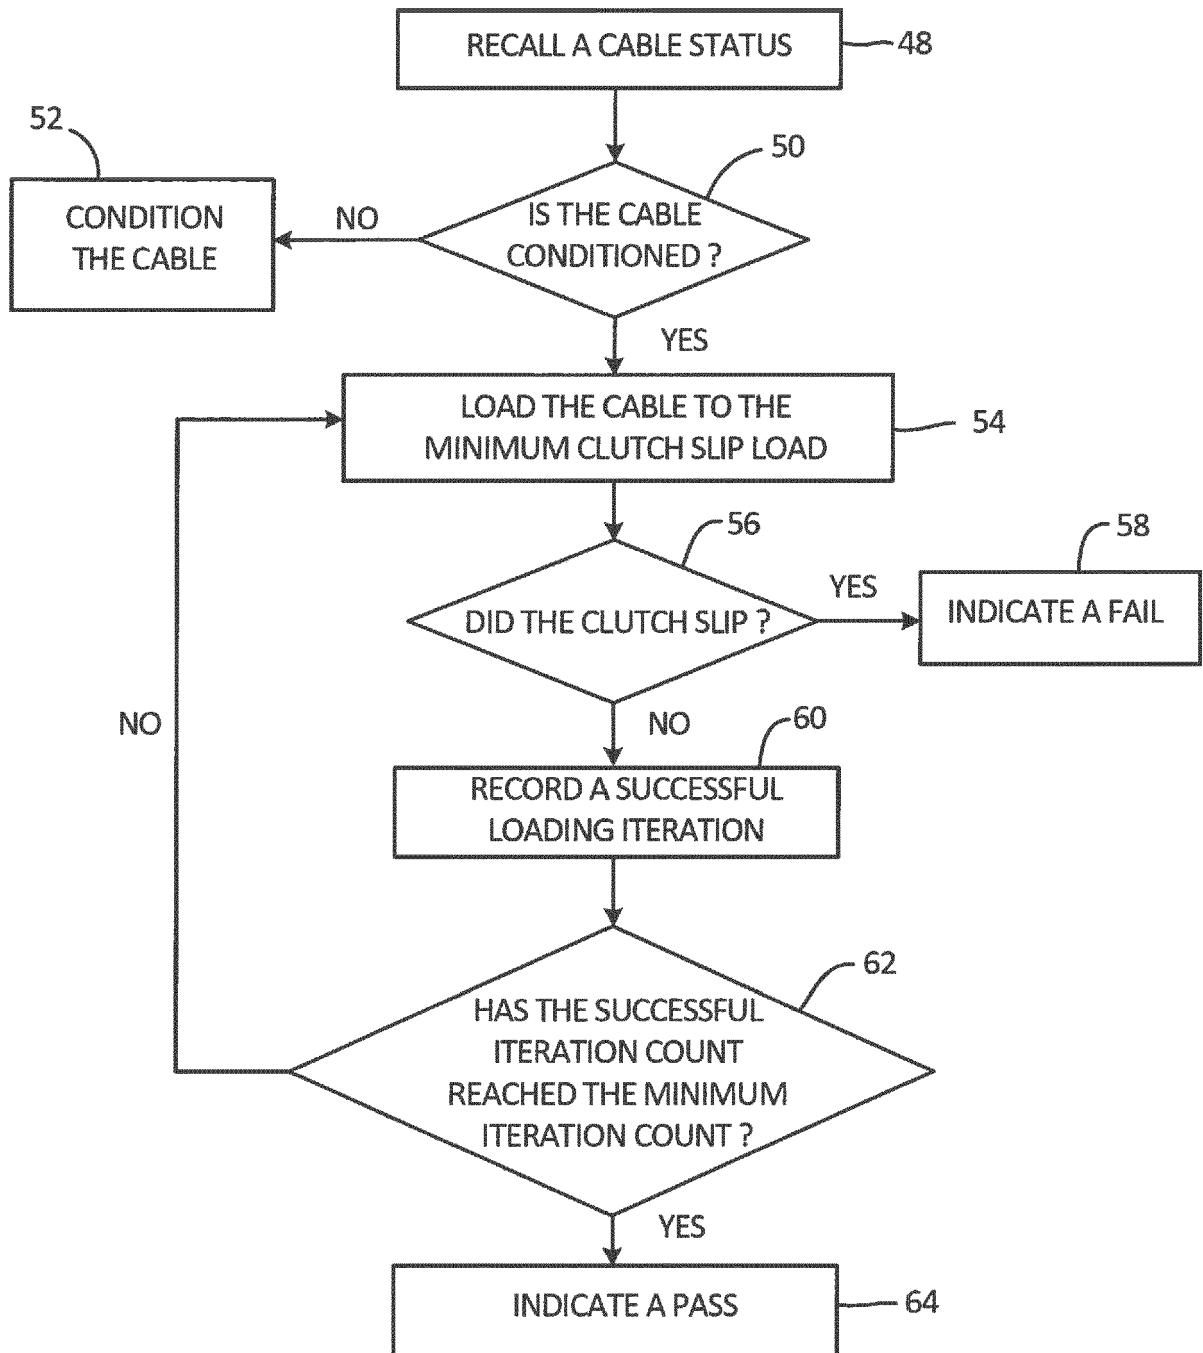 RECALL A CABLE STATUS
48
52
50
CONDITION
THE CABLE
NO
IS THE CABLE
CONDITIONED ?
YES
LOAD THE CABLE TO THE
MINIMUM CLUTCH SLIP LOAD
54
56
58
DID THE CLUTCH SLIP ?
YES
INDICATE A FAIL
NO
NO
60
RECORD A SUCCESSFUL
LOADING ITERATION
62
HAS THE SUCCESSFUL
ITERATION COUNT
REACHED THE MINIMUM
ITERATION COUNT ?
YES
INDICATE A PASS
64